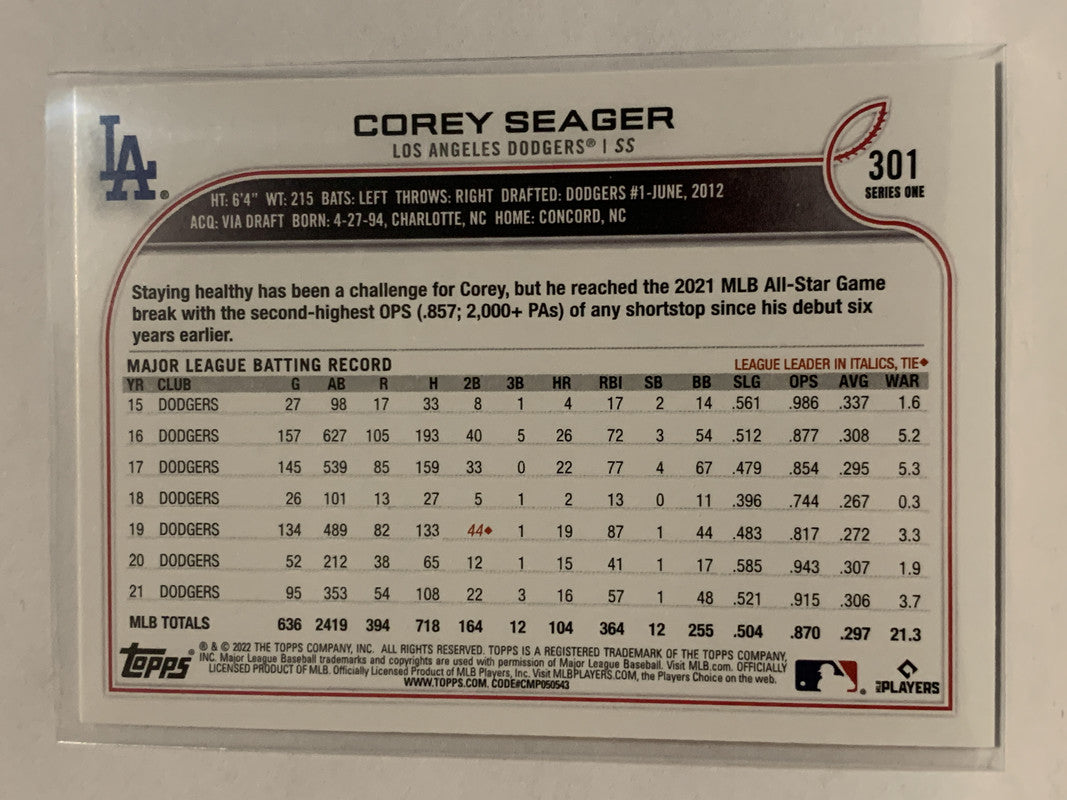 LA®
COREY SEAGER
LOS ANGELES DODGERS® | SS
301
SERIES ONE
HT: 6'4" WT: 215 BATS: LEFT THROWS: RIGHT DRAFTED: DODGERS #1-JUNE, 2012
ACQ: VIA DRAFT BORN: 4-27-94, CHARLOTTE, NC HOME: CONCORD, NC
Staying healthy has been a challenge for Corey, but he reached the 2021 MLB All-Star Game
break with the second-highest OPS (.857; 2,000+ PAs) of any shortstop since his debut six
years earlier.
MAJOR LEAGUE BATTING RECORD LEAGUE LEADER IN ITALICS, TIE♦
YR CLUB G AB R H 2B 3B HR RBI SB BB SLG OPS AVG WAR
15 DODGERS 27 98 17 33 8 1 4 17 2 14 .561 .986 .337 1.6
16 DODGERS 157 627 105 193 40 5 26 72 3 54 .512 .877 .308 5.2
17 DODGERS 145 539 85 159 33 0 22 77 4 67 .479 .854 .295 5.3
18 DODGERS 26 101 13 27 5 1 2 13 0 11 .396 .744 .267 0.3
19 DODGERS 134 489 82 133 44♦ 1 19 87 1 44 .483 .817 .272 3.3
20 DODGERS 52 212 38 65 12 1 15 41 1 17 .585 .943 .307 1.9
21 DODGERS 95 353 54 108 22 3 16 57 1 48 .521 .915 .306 3.7
MLB TOTALS 636 2419 394 718 164 12 104 364 12 255 .504 .870 .297 21.3
topps®
® & © 2022 THE TOPPS COMPANY, INC. ALL RIGHTS RESERVED. TOPPS IS A REGISTERED TRADEMARK OF THE TOPPS COMPANY,
INC. Major League Baseball trademarks and copyrights are used with permission of Major League Baseball. Visit MLB.com. OFFICIALLY
LICENSED PRODUCT OF MLB. Officially Licensed Product of MLB Players, Inc. Visit MLBPLAYERS.COM, the Players Choice on the web.
WWW.TOPPS.COM. CODE#CMP050543
MLB PLAYERS